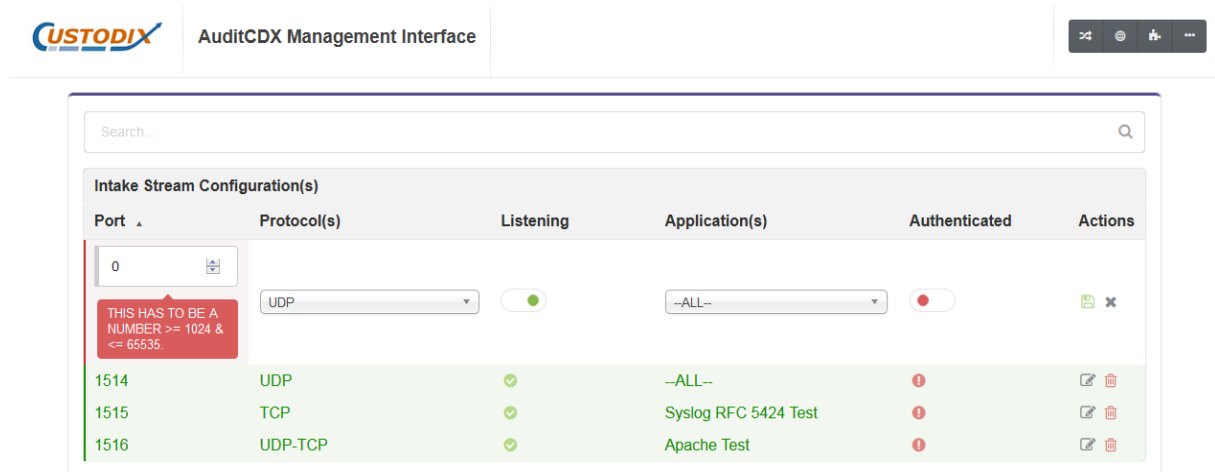 CUSTODIX
AuditCDX Management Interface
Search...
Intake Stream Configuration(s)
Port Protocol(s) Listening Application(s) Authenticated Actions
0
UDP --ALL--
THIS HAS TO BE A
NUMBER >= 1024 &
<= 65535.
1514 UDP --ALL--
1515 TCP Syslog RFC 5424 Test
1516 UDP-TCP Apache Test